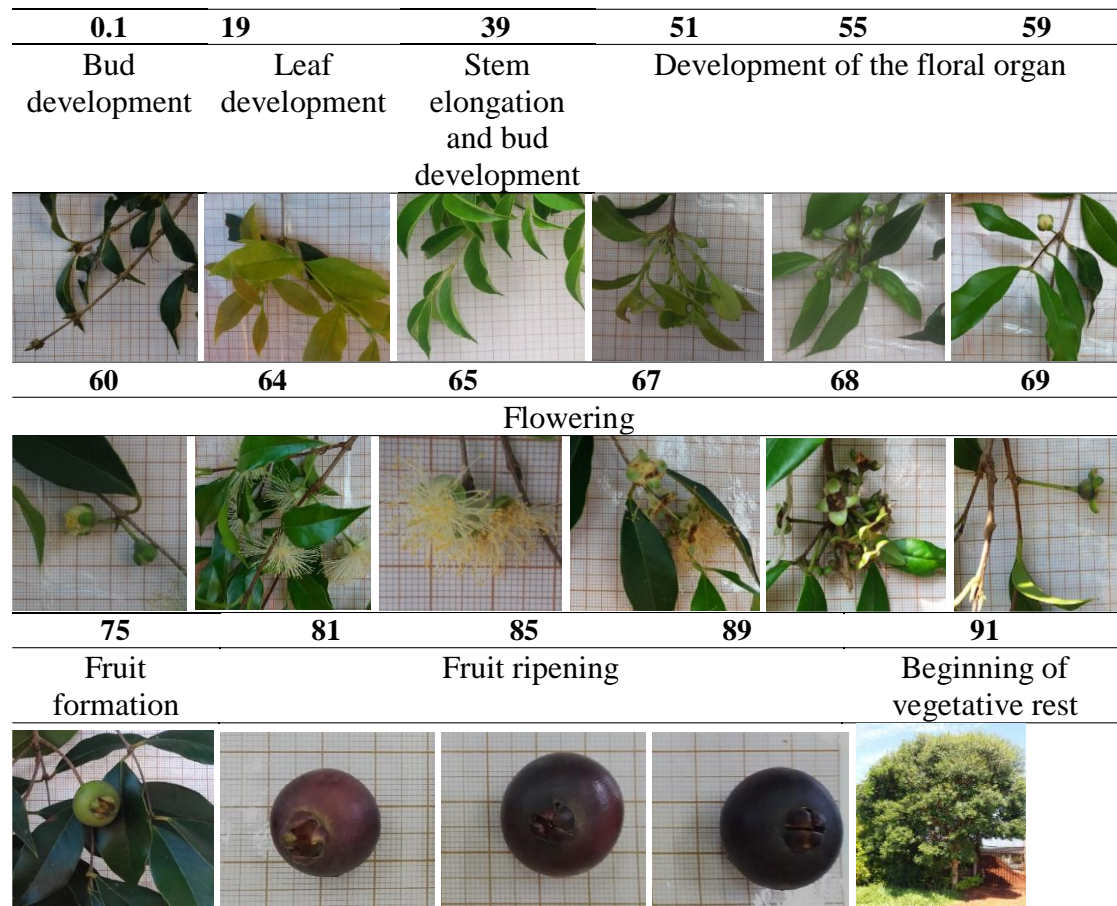 0.1 19 39 51 55 59
Bud development Leaf development Stem elongation and bud development Development of the floral organ
60 64 65 67 68 69
Flowering
75 81 85 89 91
Fruit formation Fruit ripening Beginning of vegetative rest